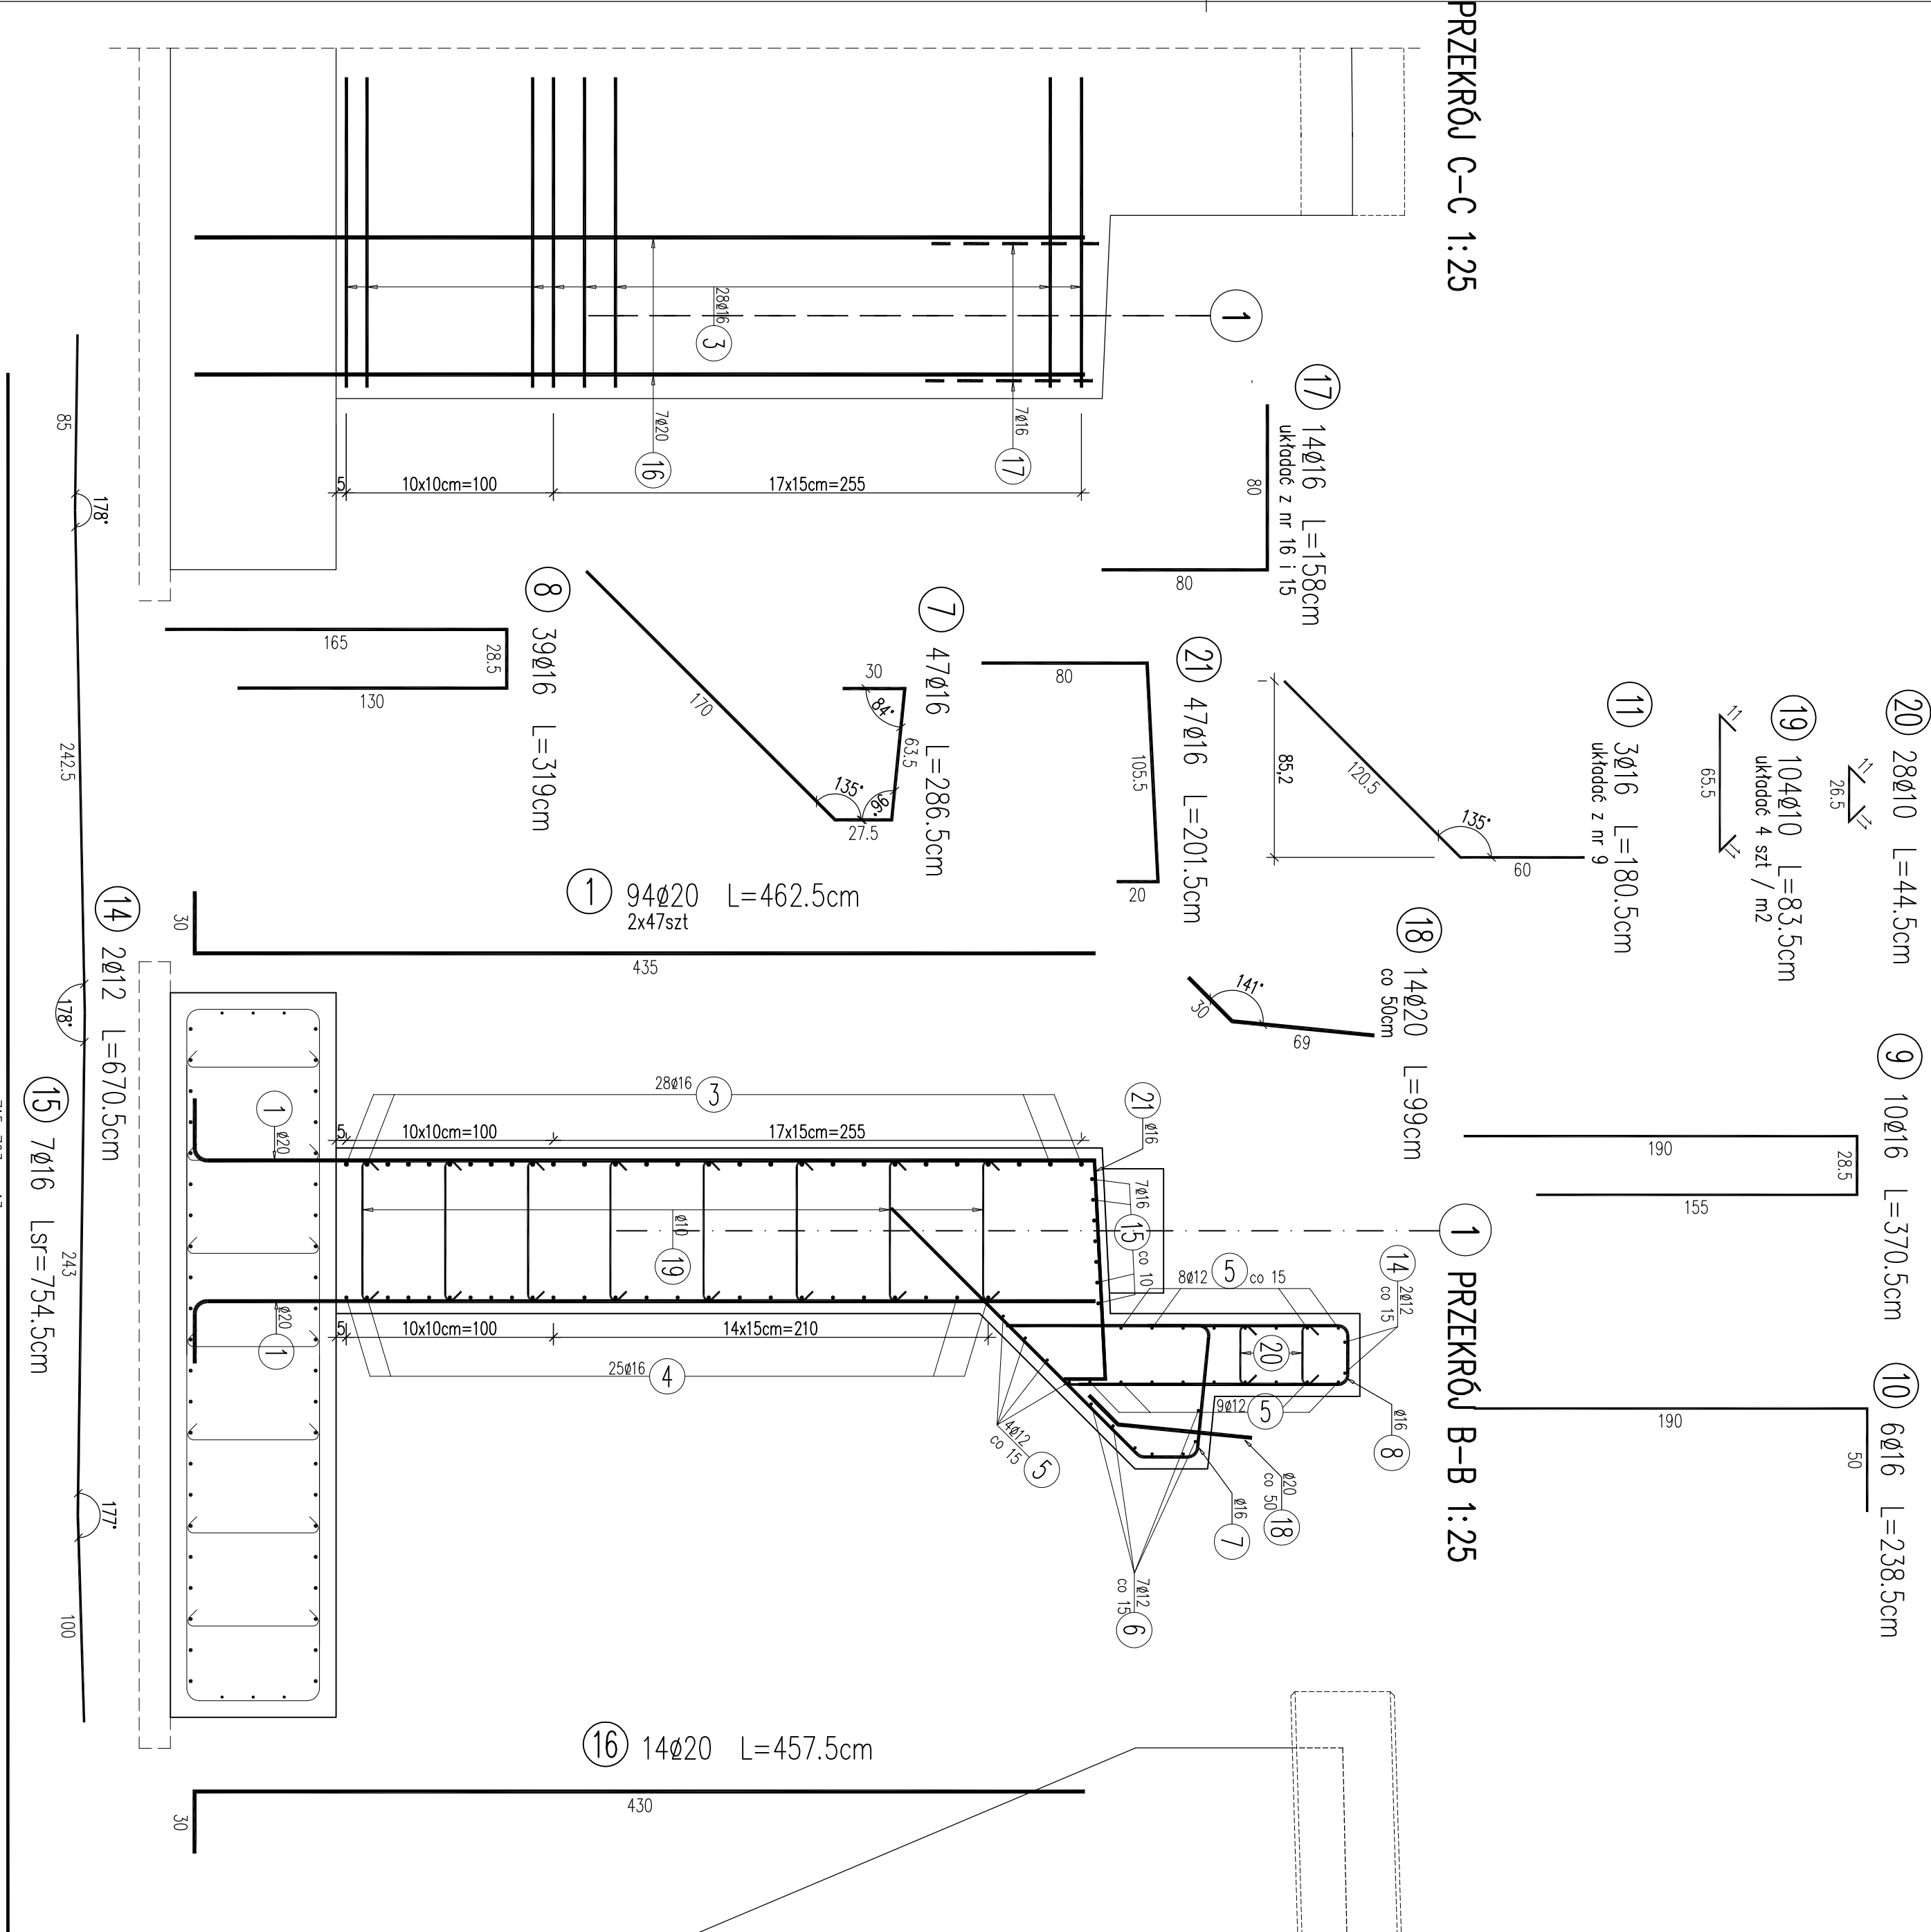 PRZEKRÓJ C-C 1:25
28ø16
3
1
7ø20
16
7ø16
17
5
10x10cm=100
17x15cm=255
17 14ø16 L=158cm
układać z nr 16 i 15
80
80
20 28ø10 L=44.5cm
11
26.5
11
19 104ø10 L=83.5cm
układać 4 szt / m2
11
65.5
11
11 3ø16 L=180.5cm
układać z nr 9
85,2
120.5
135°
60
21 47ø16 L=201.5cm
80
105.5
20
7 47ø16 L=286.5cm
30
84°
63.5
96°
135°
27.5
170
8 39ø16 L=319cm
165
28.5
130
1 94ø20 L=462.5cm
2x47szt
30
435
18 14ø20 L=99cm
co 50cm
141°
30
69
9 10ø16 L=370.5cm
190
28.5
155
10 6ø16 L=238.5cm
190
50
14 2ø12 L=670.5cm
85
178°
242.5
178°
243
177°
100
15 7ø16 Lsr=754.5cm
1 PRZEKRÓJ B-B 1:25
28ø16 3
5
10x10cm=100
17x15cm=255
21 ø16
7ø16
15
co 10
1 ø20
ø10
19
ø20
1
5
10x10cm=100
14x15cm=210
25ø16 4
8ø12 5 co 15
14 2ø12
co 15
20
9ø12 5
ø16
8
4ø12
co 15
5
ø20
co 50
18
ø16
7
7ø12
co 15
6
16 14ø20 L=457.5cm
30
430